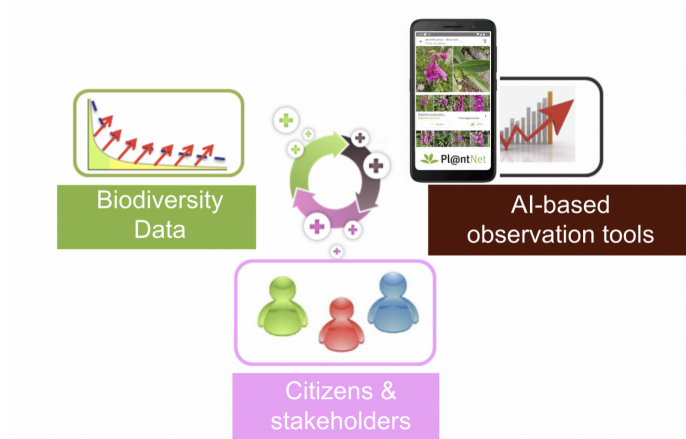 Biodiversity
Data
Pl@ntNet
AI-based
observation tools
Citizens &
stakeholders